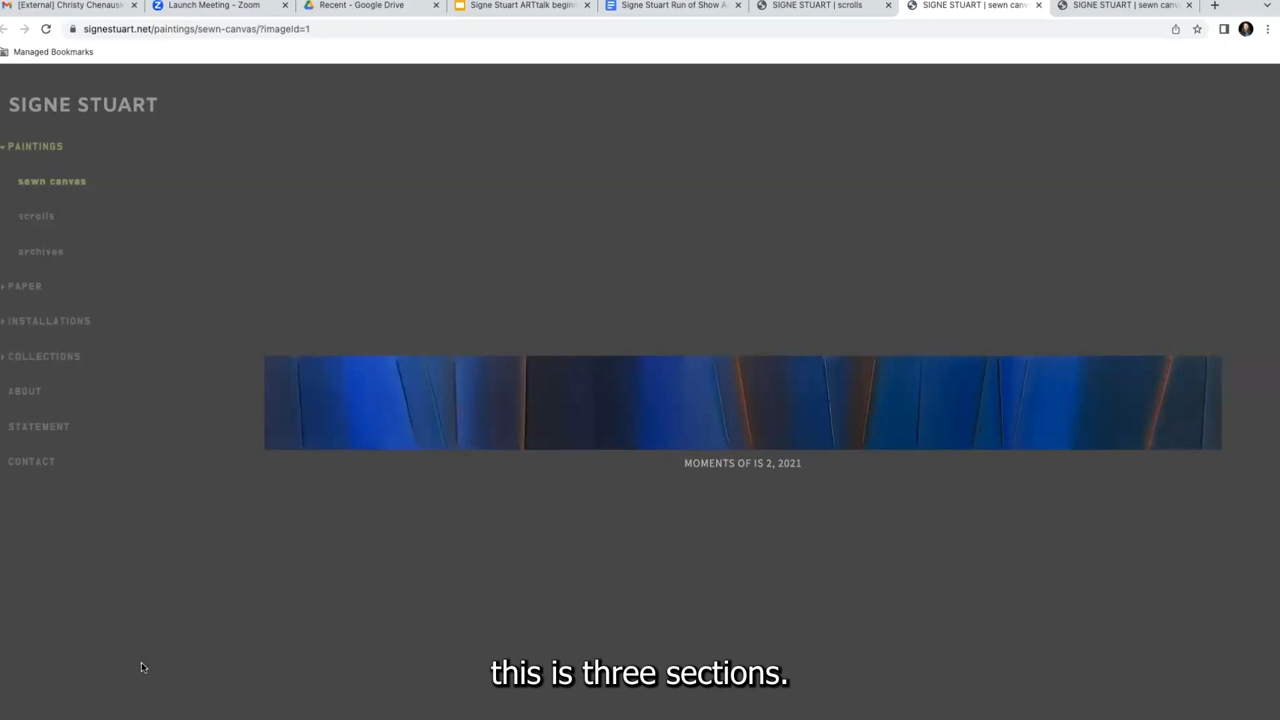 [External] Christy Chenausk
Launch Meeting - Zoom
Recent - Google Drive
Signe Stuart ARTalk beginn
Signe Stuart Run of Show A
SIGNE STUART | scrolls
SIGNE STUART | sewn canv
SIGNE STUART | sewn canv
signestuart.net/paintings/sewn-canvas/?imageId=1
Managed Bookmarks
SIGNE STUART
PAINTINGS
sewn canvas
scrolls
archives
PAPER
INSTALLATIONS
COLLECTIONS
ABOUT
STATEMENT
CONTACT
MOMENTS OF IS 2, 2021
this is three sections.